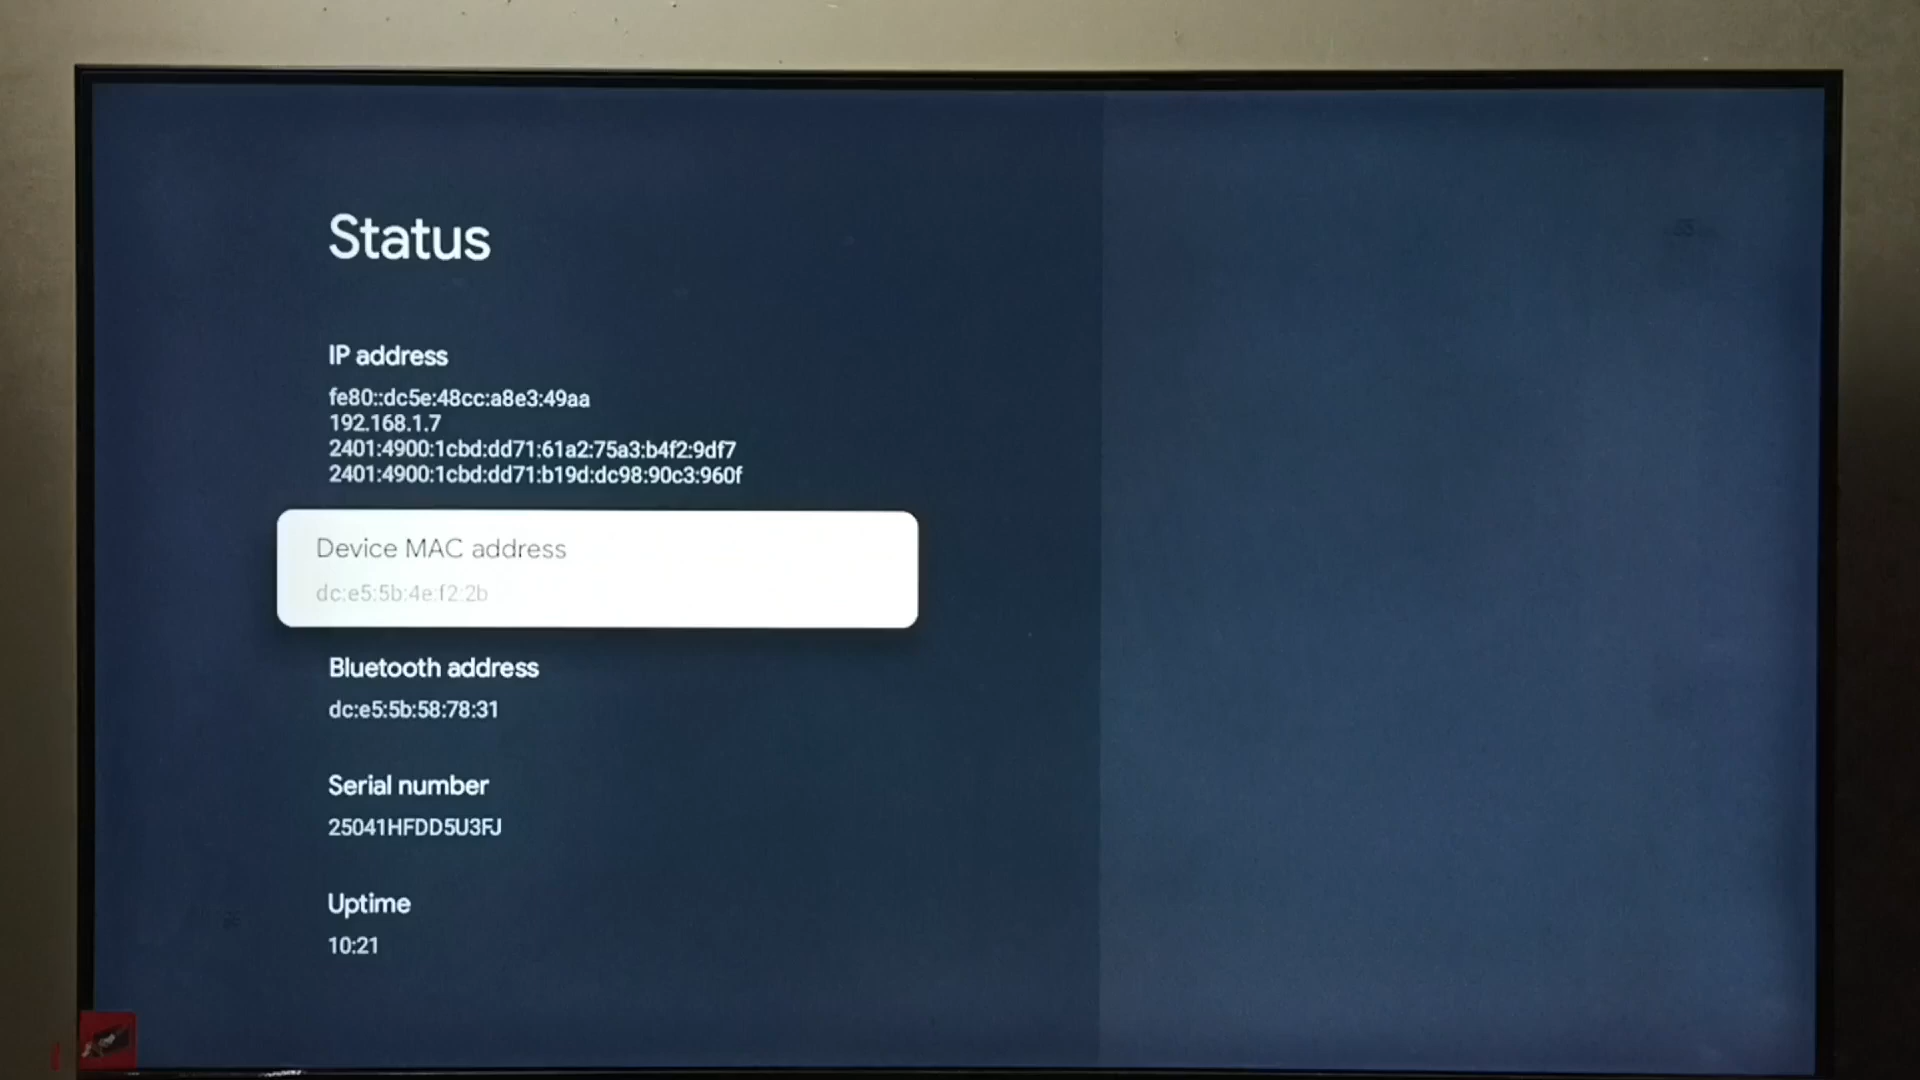 Status
IP address
fe80::dc5e:48cc:a8e3:49aa
192.168.1.7
2401:4900:1cbd:dd71:61a2:75a3:b4f2:9df7
2401:4900:1cbd:dd71:b19d:dc98:90c3:960f
Device MAC address
dc:e5:5b:4e:f2:2b
Bluetooth address
dc:e5:5b:58:78:31
Serial number
25041HFDD5U3FJ
Uptime
10:21